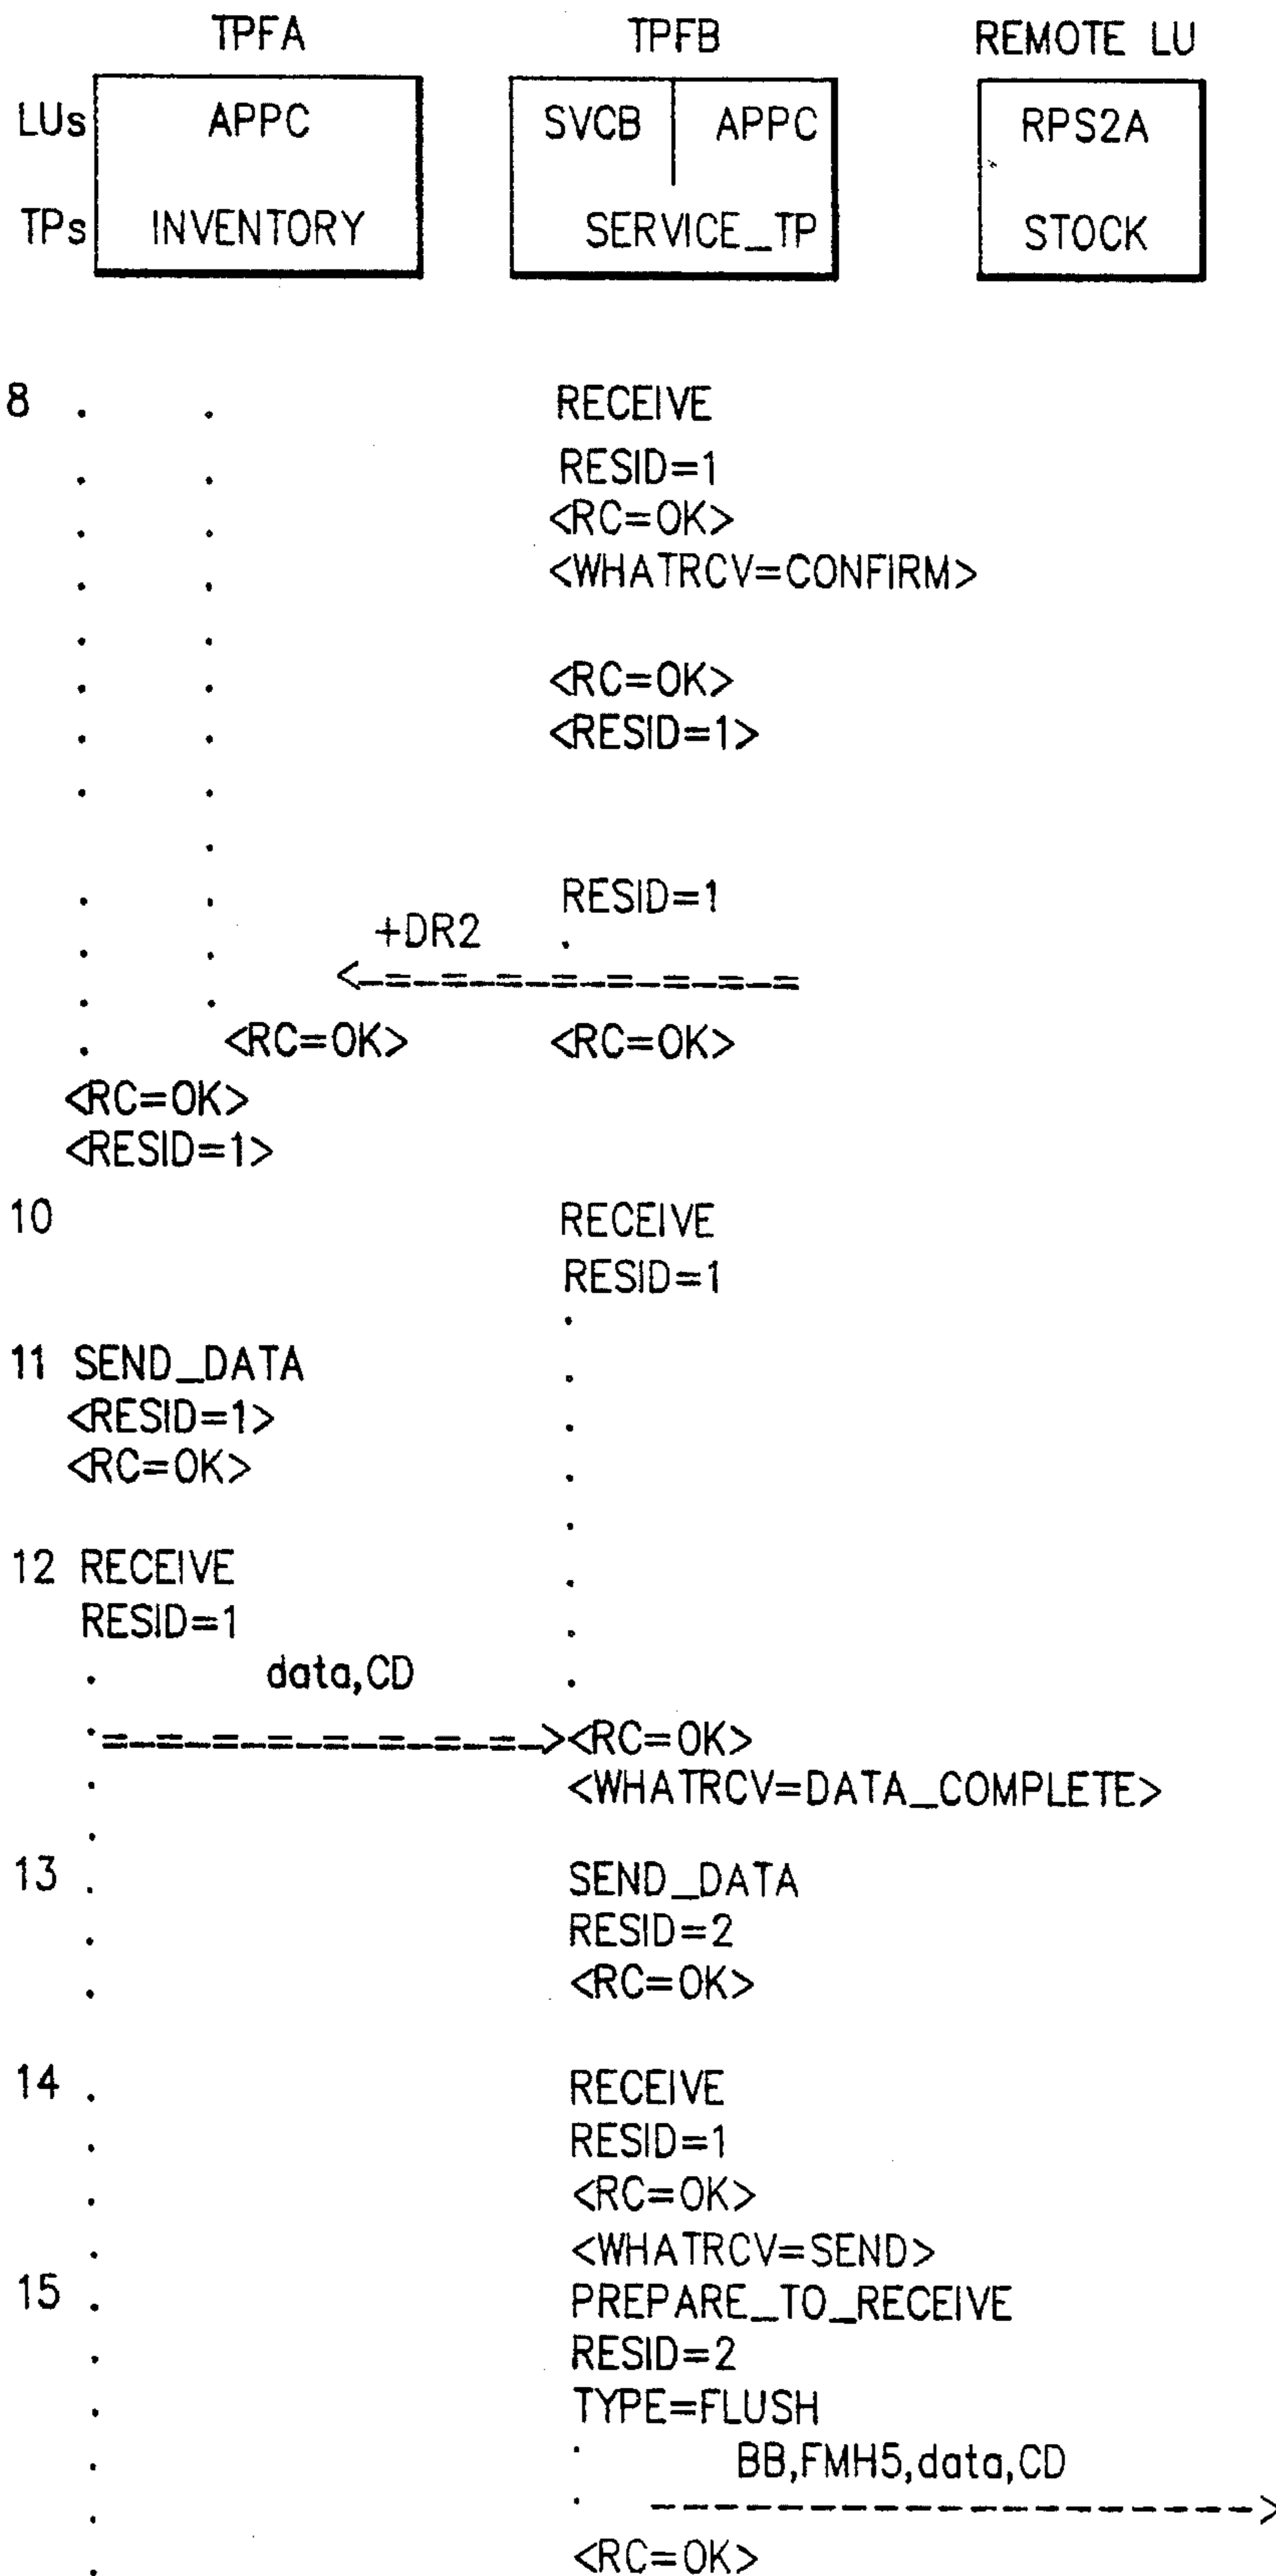 TPFA TPFB REMOTE LU
LUs APPC SVCB APPC RPS2A
TPs INVENTORY SERVICE_TP STOCK
8 RECEIVE
RESID=1
<RC=OK>
<WHATRCV=CONFIRM>
<RC=OK>
<RESID=1>
RESID=1
+DR2
<RC=OK> <RC=OK>
<RC=OK>
<RESID=1>
10 RECEIVE
RESID=1
11 SEND_DATA
<RESID=1>
<RC=OK>
12 RECEIVE
RESID=1
data,CD
<RC=OK>
<WHATRCV=DATA_COMPLETE>
13 SEND_DATA
RESID=2
<RC=OK>
14 RECEIVE
RESID=1
<RC=OK>
<WHATRCV=SEND>
15 PREPARE_TO_RECEIVE
RESID=2
TYPE=FLUSH
BB,FMH5,data,CD
<RC=OK>